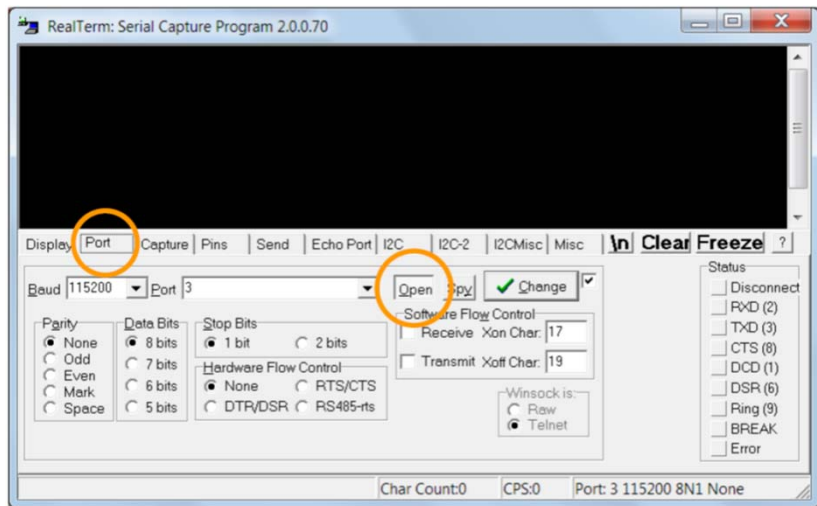 RealTerm: Serial Capture Program 2.0.0.70
Display Port Capture Pins Send Echo Port I2C I2C-2 I2CMisc Misc \n Clear Freeze ?
Baud 115200 Port 3 Open Spy Change
Status
Disconnect
RXD (2)
TXD (3)
CTS (8)
DCD (1)
DSR (6)
Ring (9)
BREAK
Error
Parity
None
Odd
Even
Mark
Space
Data Bits
8 bits
7 bits
6 bits
5 bits
Stop Bits
1 bit 2 bits
Hardware Flow Control
None RTS/CTS
DTR/DSR RS485-rts
Software Flow Control
Receive Xon Char: 17
Transmit Xoff Char: 19
Winsock is:
Raw
Telnet
Char Count:0 CPS:0 Port: 3 115200 8N1 None